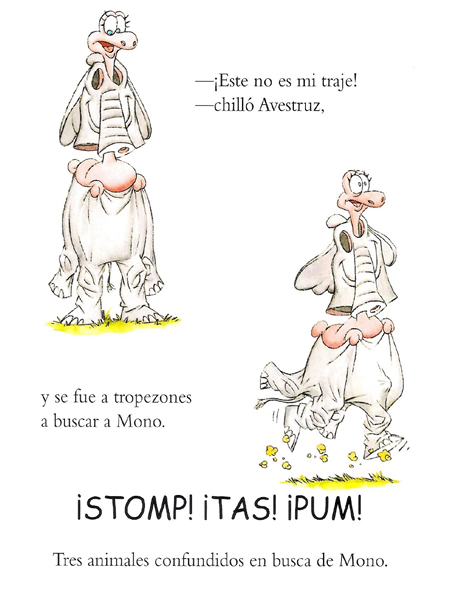 —¡Este no es mi traje!
—chilló Avestruz,
y se fue a tropezones
a buscar a Mono.
¡STOMP! ¡TAS! ¡PUM!
Tres animales confundidos en busca de Mono.